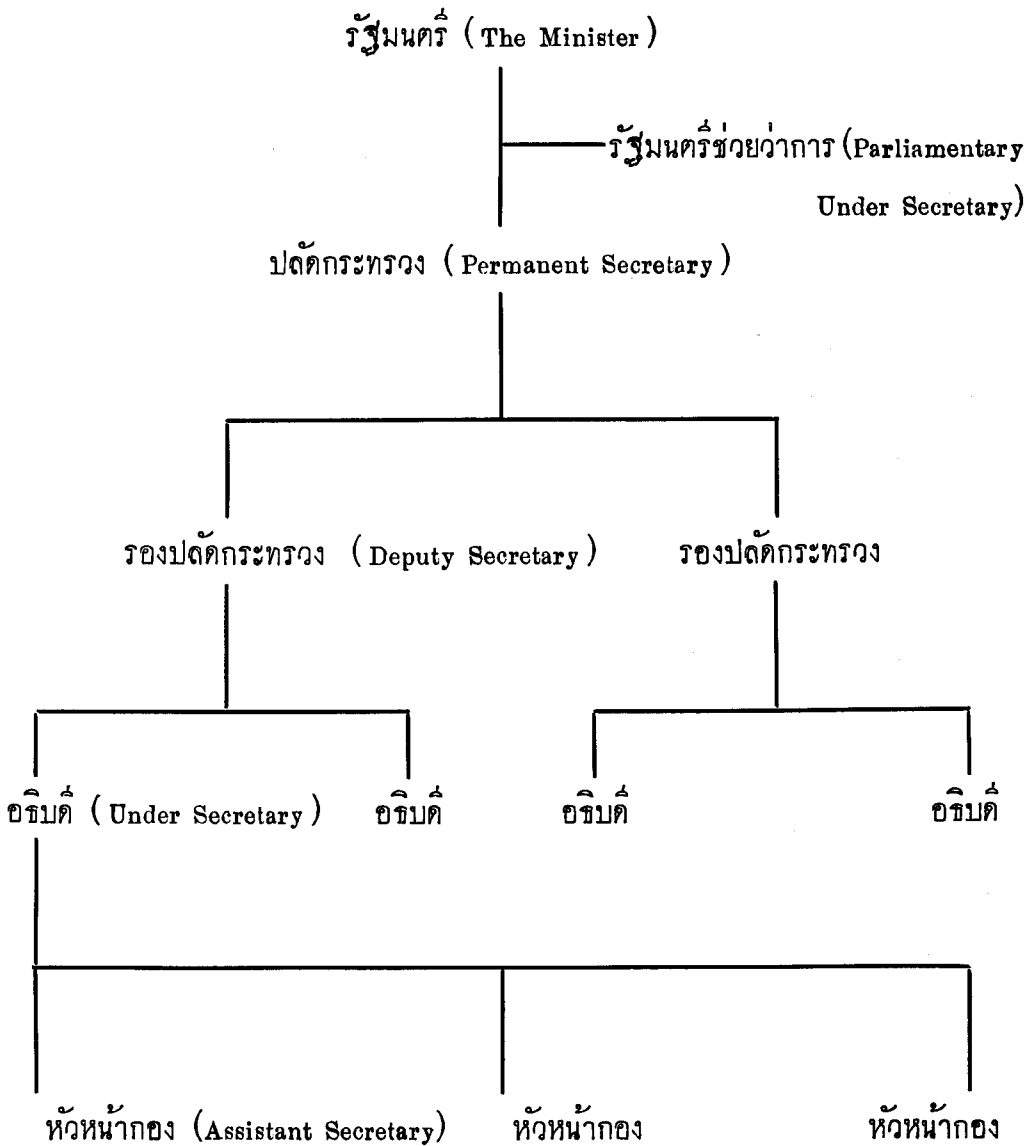 รัฐมนตรี (The Minister)
รัฐมนตรีช่วยว่าการ (Parliamentary
Under Secretary)
ปลัดกระทรวง (Permanent Secretary)
รองปลัดกระทรวง (Deputy Secretary) รองปลัดกระทรวง
อธิบดี (Under Secretary) อธิบดี อธิบดี อธิบดี
หัวหน้ากอง (Assistant Secretary) หัวหน้ากอง หัวหน้ากอง